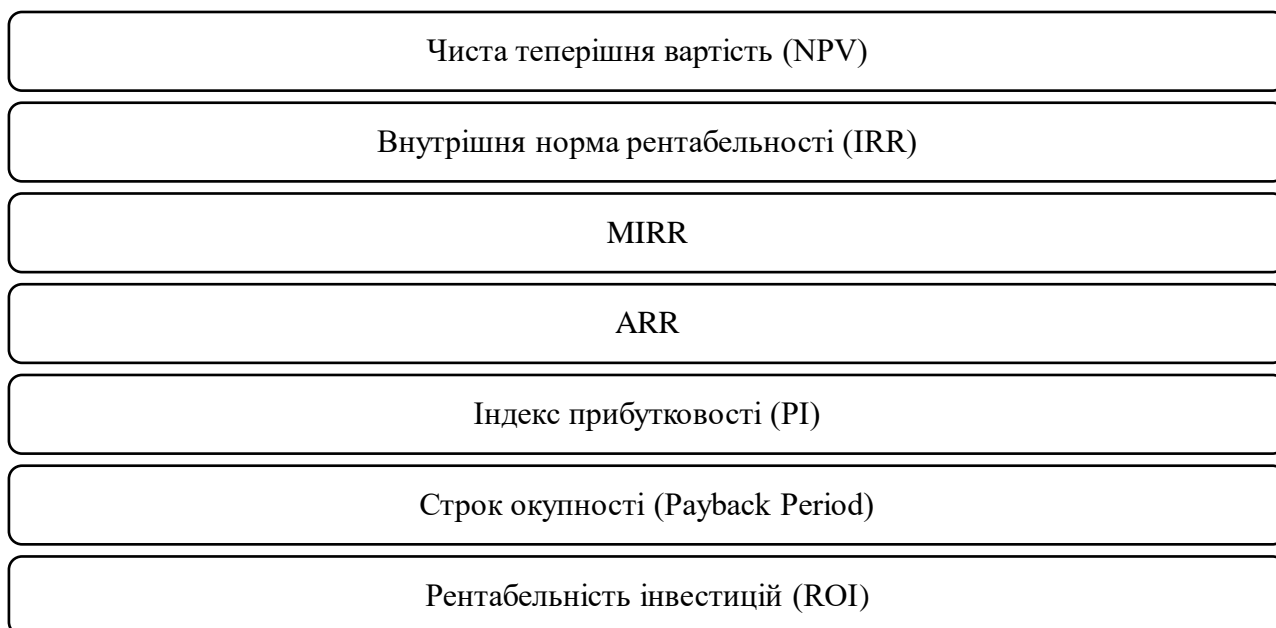 Чиста теперішня вартість (NPV)
Внутрішня норма рентабельності (IRR)
MIRR
ARR
Індекс прибутковості (PI)
Строк окупності (Payback Period)
Рентабельність інвестицій (ROI)